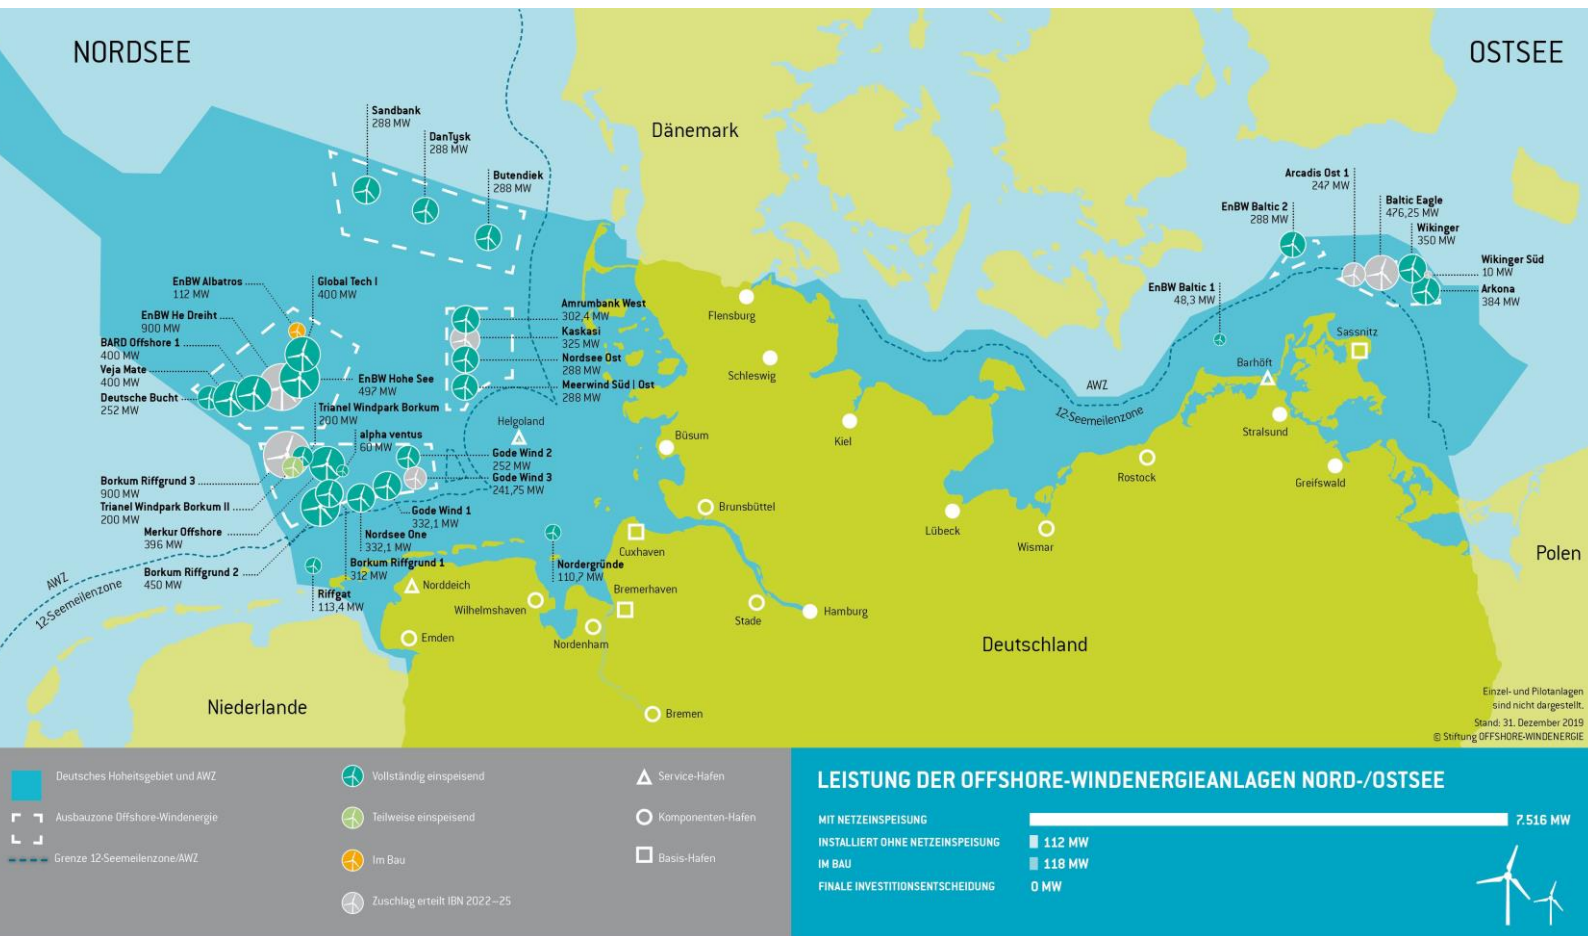 NORDSEE
OSTSEE
Sandbank
288 MW
DanTysk
288 MW
Butendiek
288 MW
Dänemark
Arcadis Ost 1
247 MW
Baltic Eagle
476,25 MW
EnBW Baltic 2
288 MW
Wikinger
350 MW
Wikinger Süd
10 MW
EnBW Baltic 1
48,3 MW
Arkona
384 MW
EnBW Albatros
112 MW
Global Tech I
400 MW
EnBW He Dreiht
900 MW
BARD Offshore 1
400 MW
Veja Mate
400 MW
Deutsche Bucht
252 MW
EnBW Hohe See
497 MW
Amrumbank West
302,4 MW
Kaskasi
325 MW
Nordsee Ost
288 MW
Meerwind Süd | Ost
288 MW
Trianel Windpark Borkum
200 MW
alpha ventus
60 MW
Helgoland
Gode Wind 2
252 MW
Gode Wind 3
241,75 MW
Borkum Riffgrund 3
900 MW
Trianel Windpark Borkum II
200 MW
Merkur Offshore
396 MW
Borkum Riffgrund 2
450 MW
Gode Wind 1
332,1 MW
Nordsee One
332,1 MW
Borkum Riffgrund 1
312 MW
Riffgat
113,4 MW
Nordergründe
110,7 MW
Flensburg
Schleswig
Büsum
Kiel
Brunsbüttel
Cuxhaven
Bremerhaven
Norddeich
Wilhelmshaven
Emden
Nordenham
Stade
Hamburg
Bremen
Lübeck
Wismar
Rostock
Barhöft
Sassnitz
Stralsund
Greifswald
AWZ
12-Seemeilenzone
AWZ
12-Seemeilenzone
Polen
Deutschland
Niederlande
Einzel- und Pilotanlagen
sind nicht dargestellt.
Stand: 31. Dezember 2019
© Stiftung OFFSHORE-WINDENERGIE
Deutsches Hoheitsgebiet und AWZ
Ausbauzone Offshore-Windenergie
Grenze 12-Seemeilenzone/AWZ
Vollständig einspeisend
Teilweise einspeisend
Im Bau
Zuschlag erteilt IBN 2022–25
Service-Hafen
Komponenten-Hafen
Basis-Hafen
LEISTUNG DER OFFSHORE-WINDENERGIEANLAGEN NORD-/OSTSEE
MIT NETZEINSPEISUNG 7.516 MW
INSTALLIERT OHNE NETZEINSPEISUNG 112 MW
IM BAU 118 MW
FINALE INVESTITIONSENTSCHEIDUNG 0 MW